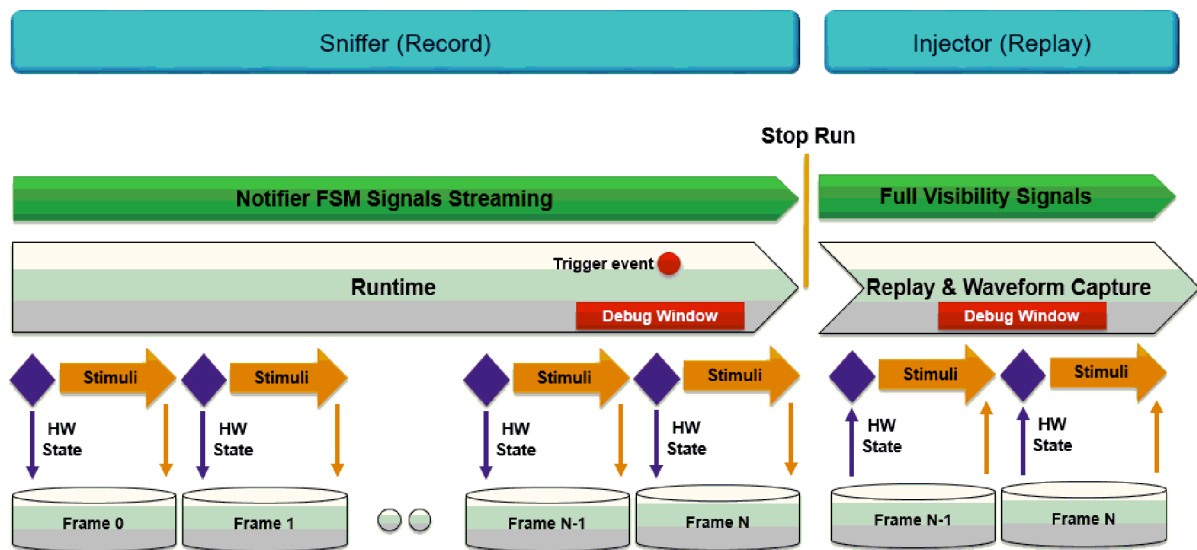 Sniffer (Record)
Injector (Replay)
Stop Run
Notifier FSM Signals Streaming
Full Visibility Signals
Trigger event
Runtime
Replay & Waveform Capture
Debug Window
Debug Window
Stimuli
Stimuli
Stimuli
Stimuli
Stimuli
Stimuli
HW
State
HW
State
HW
State
HW
State
HW
State
HW
State
Frame 0
Frame 1
Frame N-1
Frame N
Frame N-1
Frame N